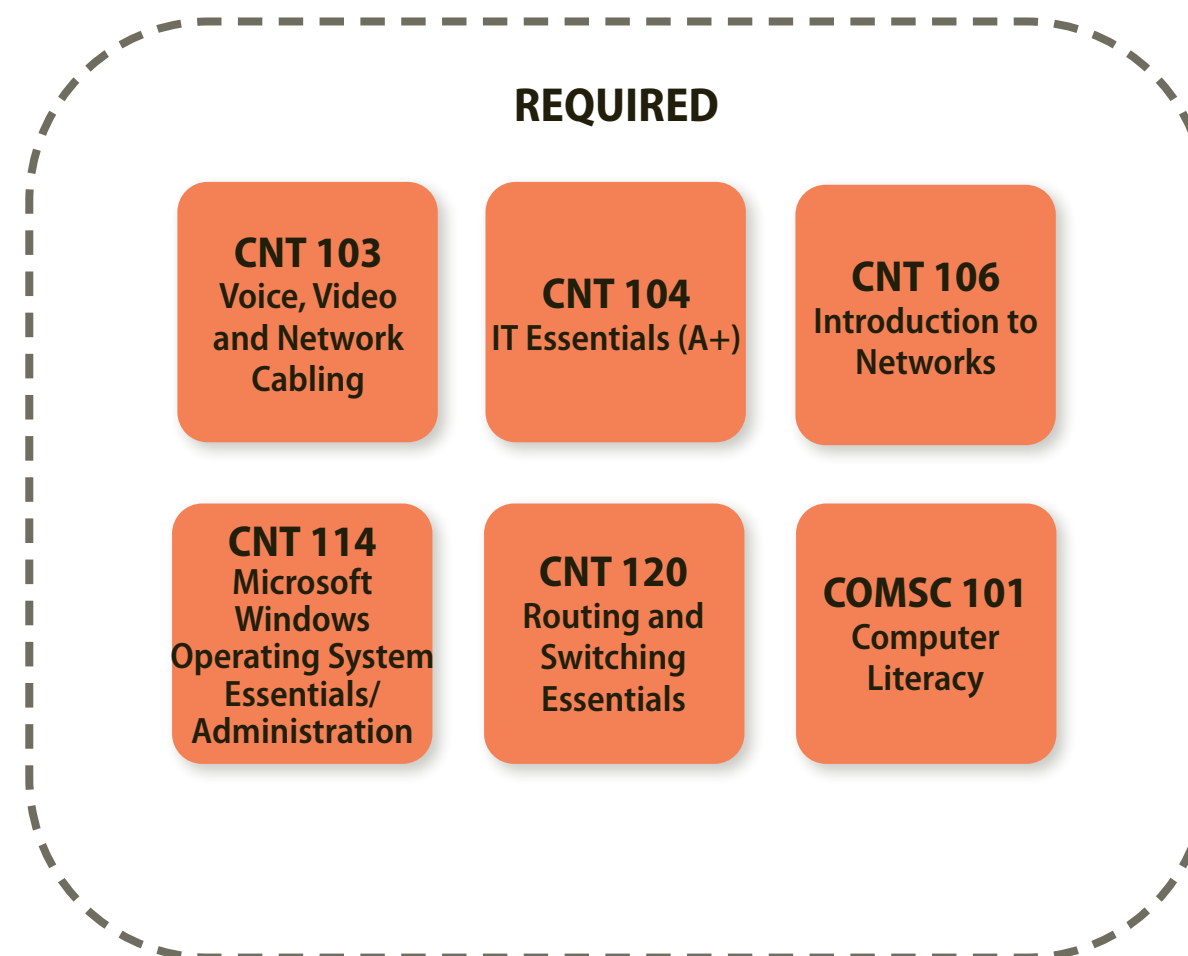 REQUIRED
CNT 103
Voice, Video
and Network
Cabling
CNT 104
IT Essentials (A+)
CNT 106
Introduction to
Networks
CNT 114
Microsoft
Windows
Operating System
Essentials/
Administration
CNT 120
Routing and
Switching
Essentials
COMSC 101
Computer
Literacy